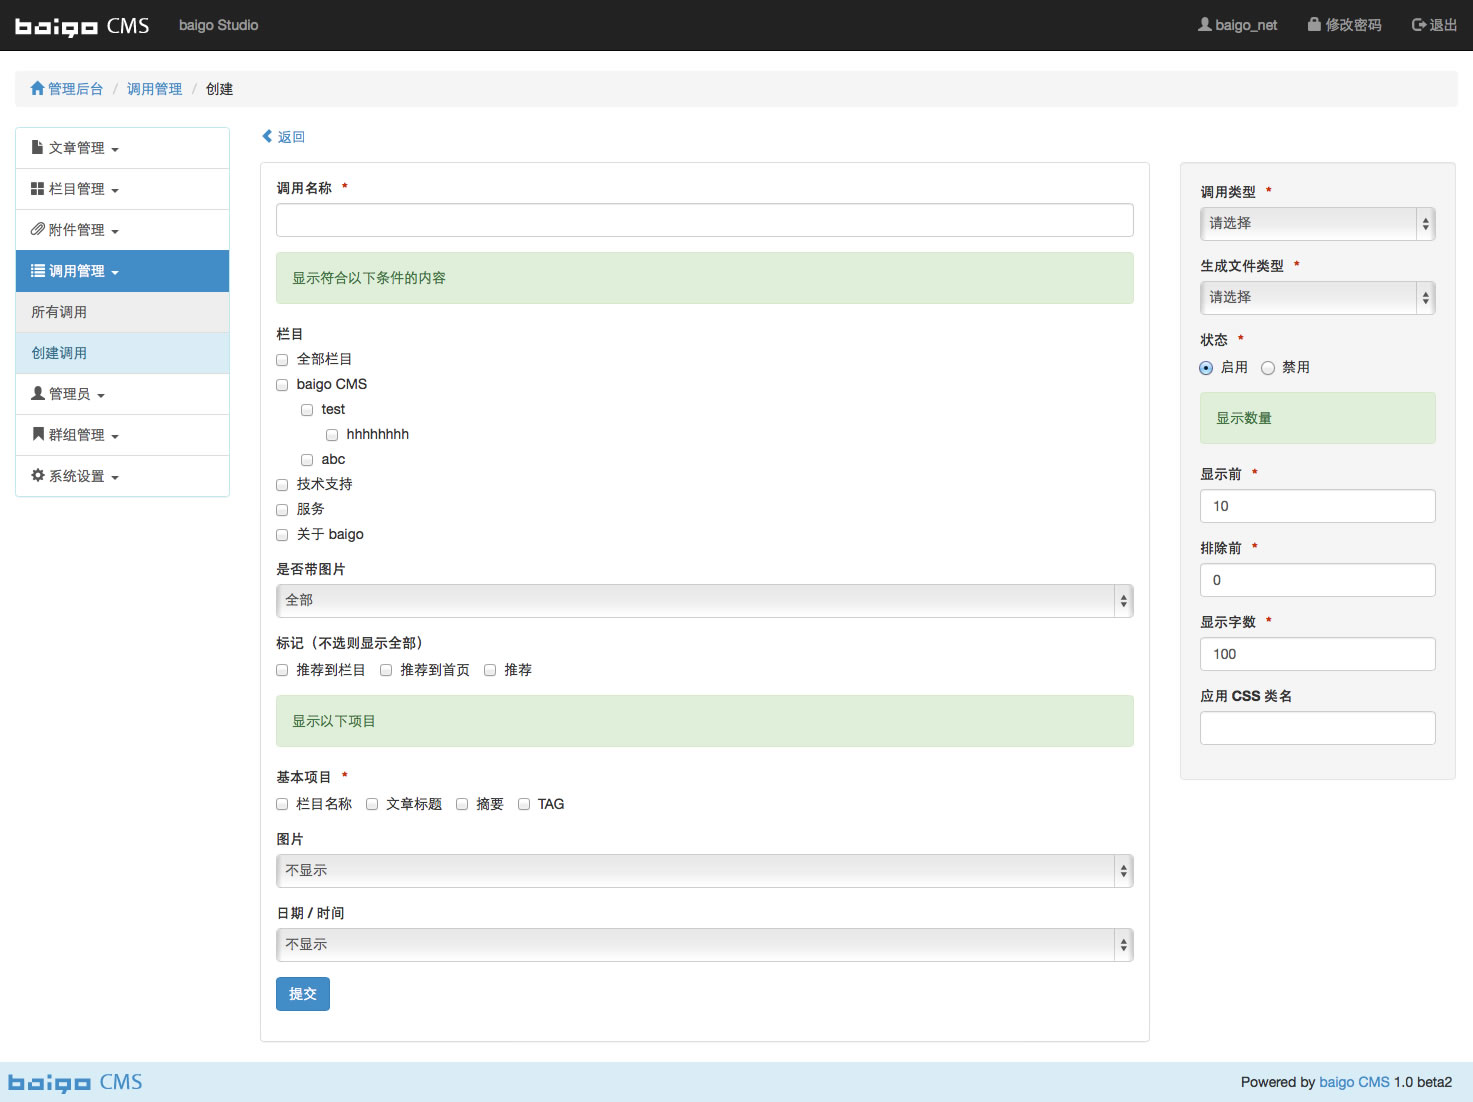 baigo CMS baigo Studio baigo_net 修改密码 退出
管理后台 / 调用管理 / 创建
文章管理
栏目管理
附件管理
调用管理
所有调用
创建调用
管理员
群组管理
系统设置
返回
调用名称 *
显示符合以下条件的内容
栏目
全部栏目
baigo CMS
test
hhhhhhhh
abc
技术支持
服务
关于 baigo
是否带图片
全部
标记（不选则显示全部）
推荐到栏目 推荐到首页 推荐
显示以下项目
基本项目 *
栏目名称 文章标题 摘要 TAG
图片
不显示
日期 / 时间
不显示
提交
调用类型 *
请选择
生成文件类型 *
请选择
状态 *
启用 禁用
显示数量
显示前 *
10
排除前 *
0
显示字数 *
100
应用 CSS 类名
baigo CMS Powered by baigo CMS 1.0 beta2